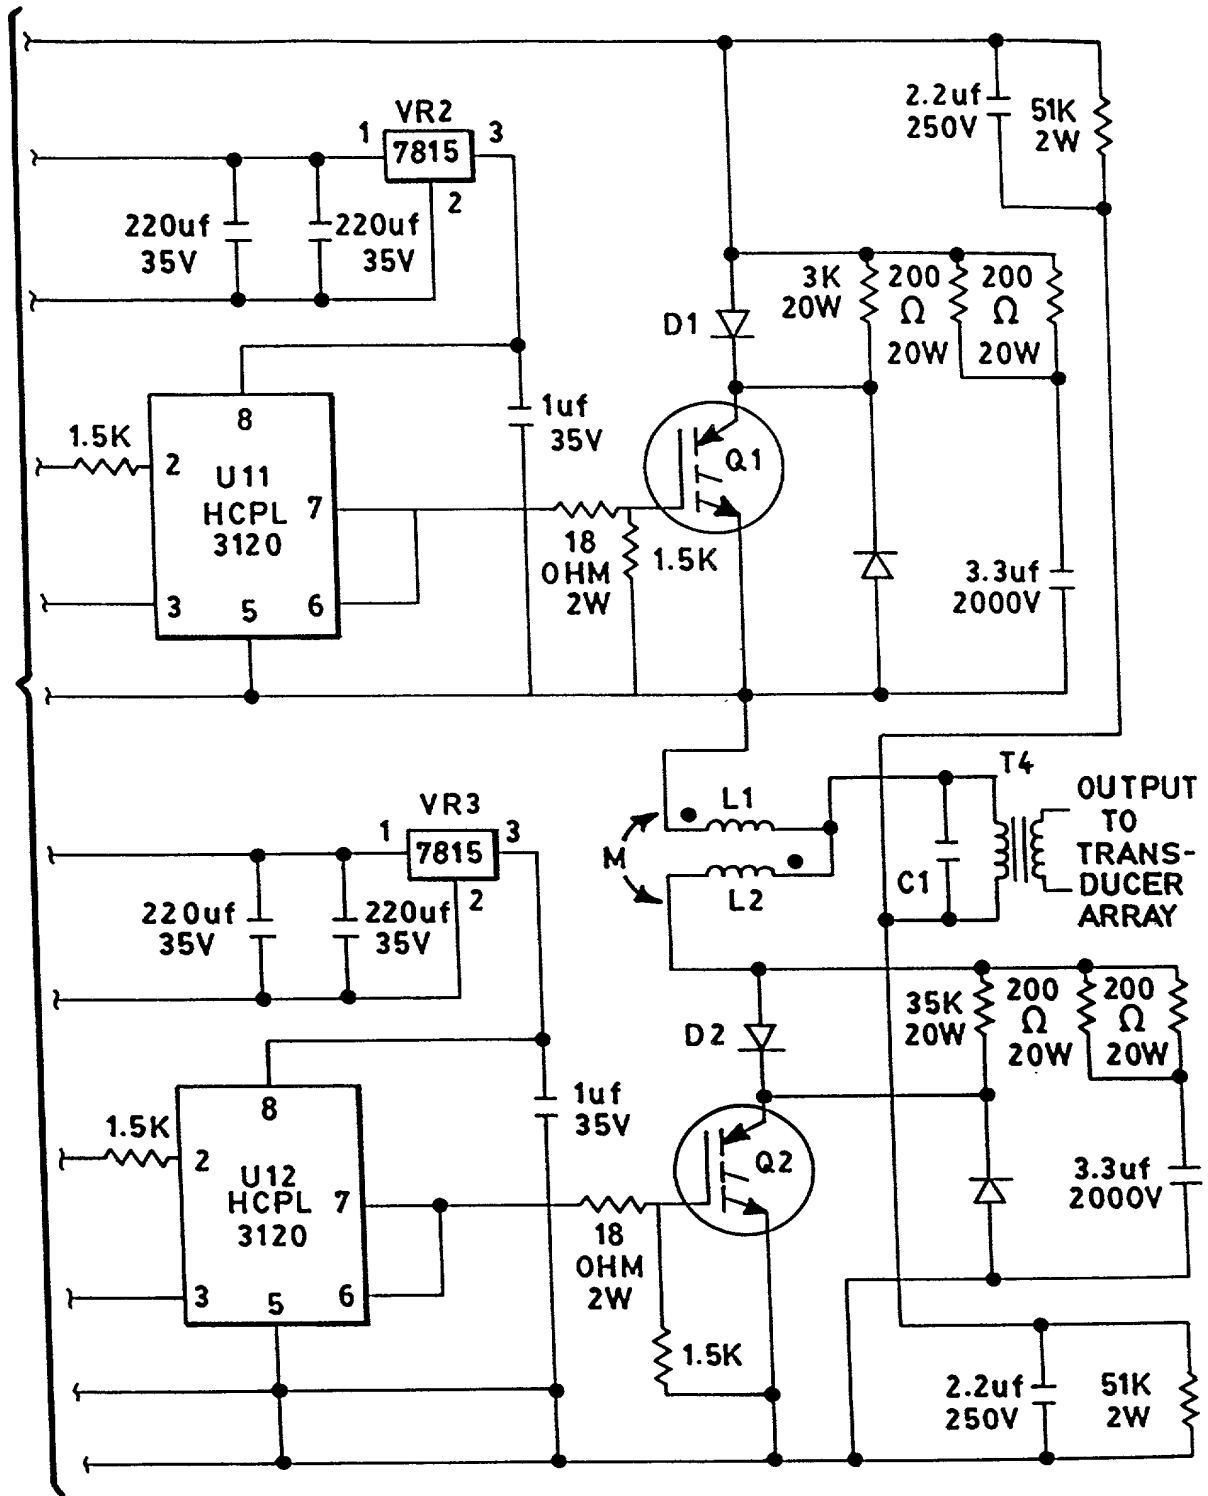 2.2uf
250V
51K
2W
VR2
1
3
7815
2
220uf
35V
220uf
35V
3K
20W
200
Ω
20W
200
Ω
20W
D1
1uf
35V
8
1.5K
2
U11
HCPL
3120
7
Q1
18
OHM
2W
1.5K
3
5
6
3.3uf
2000V
T4
OUTPUT
TO
TRANS-
DUCER
ARRAY
L1
M
L2
C1
VR3
1
3
7815
2
220uf
35V
220uf
35V
35K
20W
200
Ω
20W
200
Ω
20W
D2
1uf
35V
8
1.5K
2
U12
HCPL
3120
7
Q2
18
OHM
2W
3
5
6
3.3uf
2000V
1.5K
2.2uf
250V
51K
2W